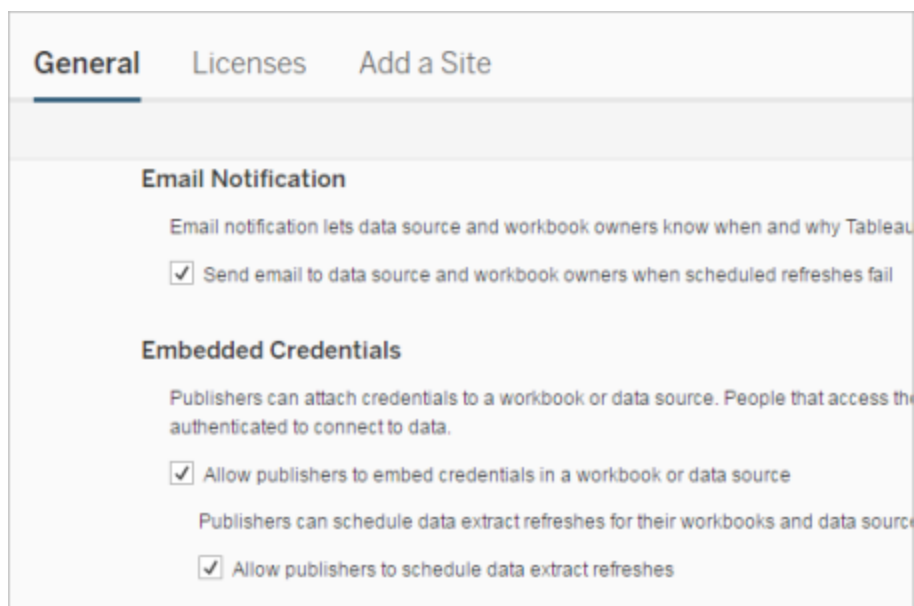 General Licenses Add a Site
Email Notification
Email notification lets data source and workbook owners know when and why Tableau
Send email to data source and workbook owners when scheduled refreshes fail
Embedded Credentials
Publishers can attach credentials to a workbook or data source. People that access the
authenticated to connect to data.
Allow publishers to embed credentials in a workbook or data source
Publishers can schedule data extract refreshes for their workbooks and data source
Allow publishers to schedule data extract refreshes